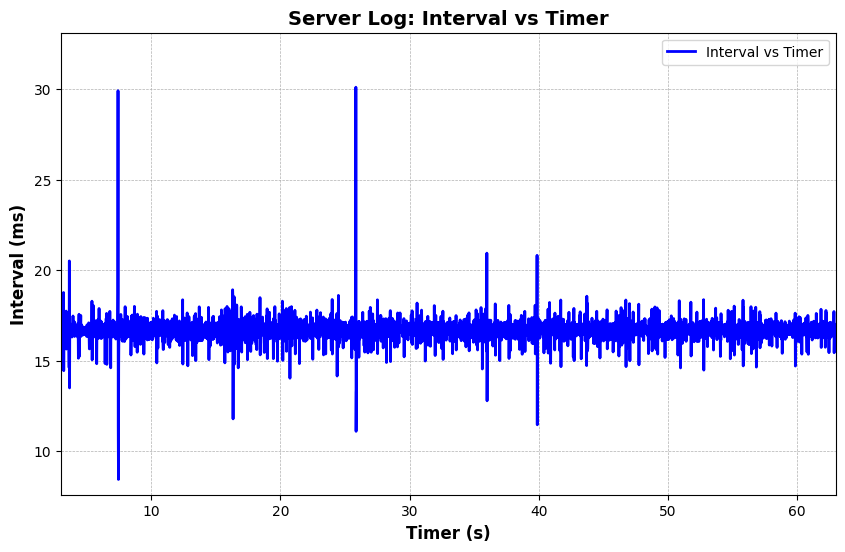 Server Log: Interval vs Timer
Interval vs Timer
30
25
20
15
10
Interval (ms)
10 20 30 40 50 60
Timer (s)